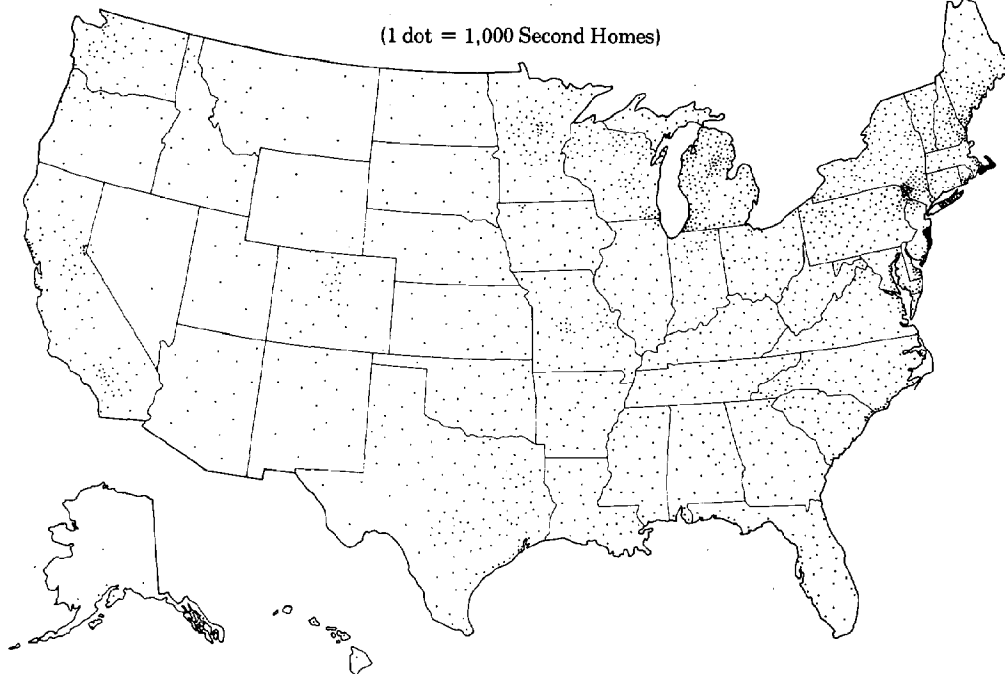 (1 dot = 1,000 Second Homes)